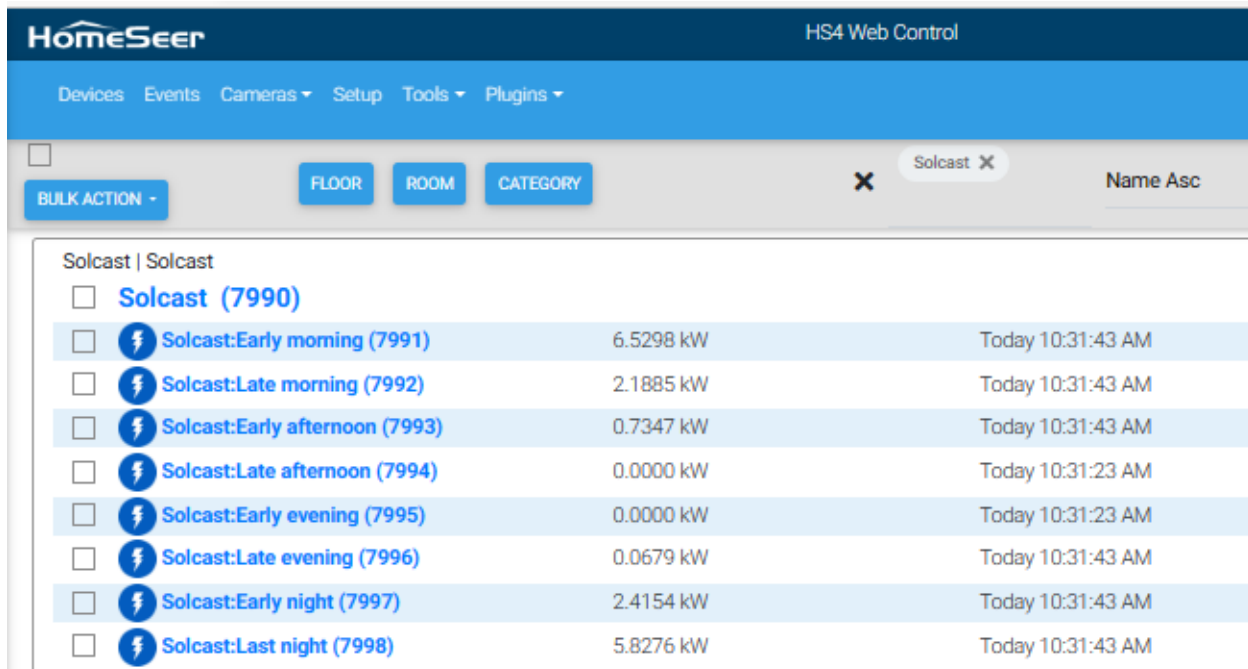 HomeSeer
HS4 Web Control
Devices Events Cameras Setup Tools Plugins
BULK ACTION FLOOR ROOM CATEGORY Solcast Name Asc
Solcast | Solcast
Solcast (7990)
Solcast:Early morning (7991) 6.5298 kW Today 10:31:43 AM
Solcast:Late morning (7992) 2.1885 kW Today 10:31:43 AM
Solcast:Early afternoon (7993) 0.7347 kW Today 10:31:43 AM
Solcast:Late afternoon (7994) 0.0000 kW Today 10:31:23 AM
Solcast:Early evening (7995) 0.0000 kW Today 10:31:23 AM
Solcast:Late evening (7996) 0.0679 kW Today 10:31:43 AM
Solcast:Early night (7997) 2.4154 kW Today 10:31:43 AM
Solcast:Last night (7998) 5.8276 kW Today 10:31:43 AM